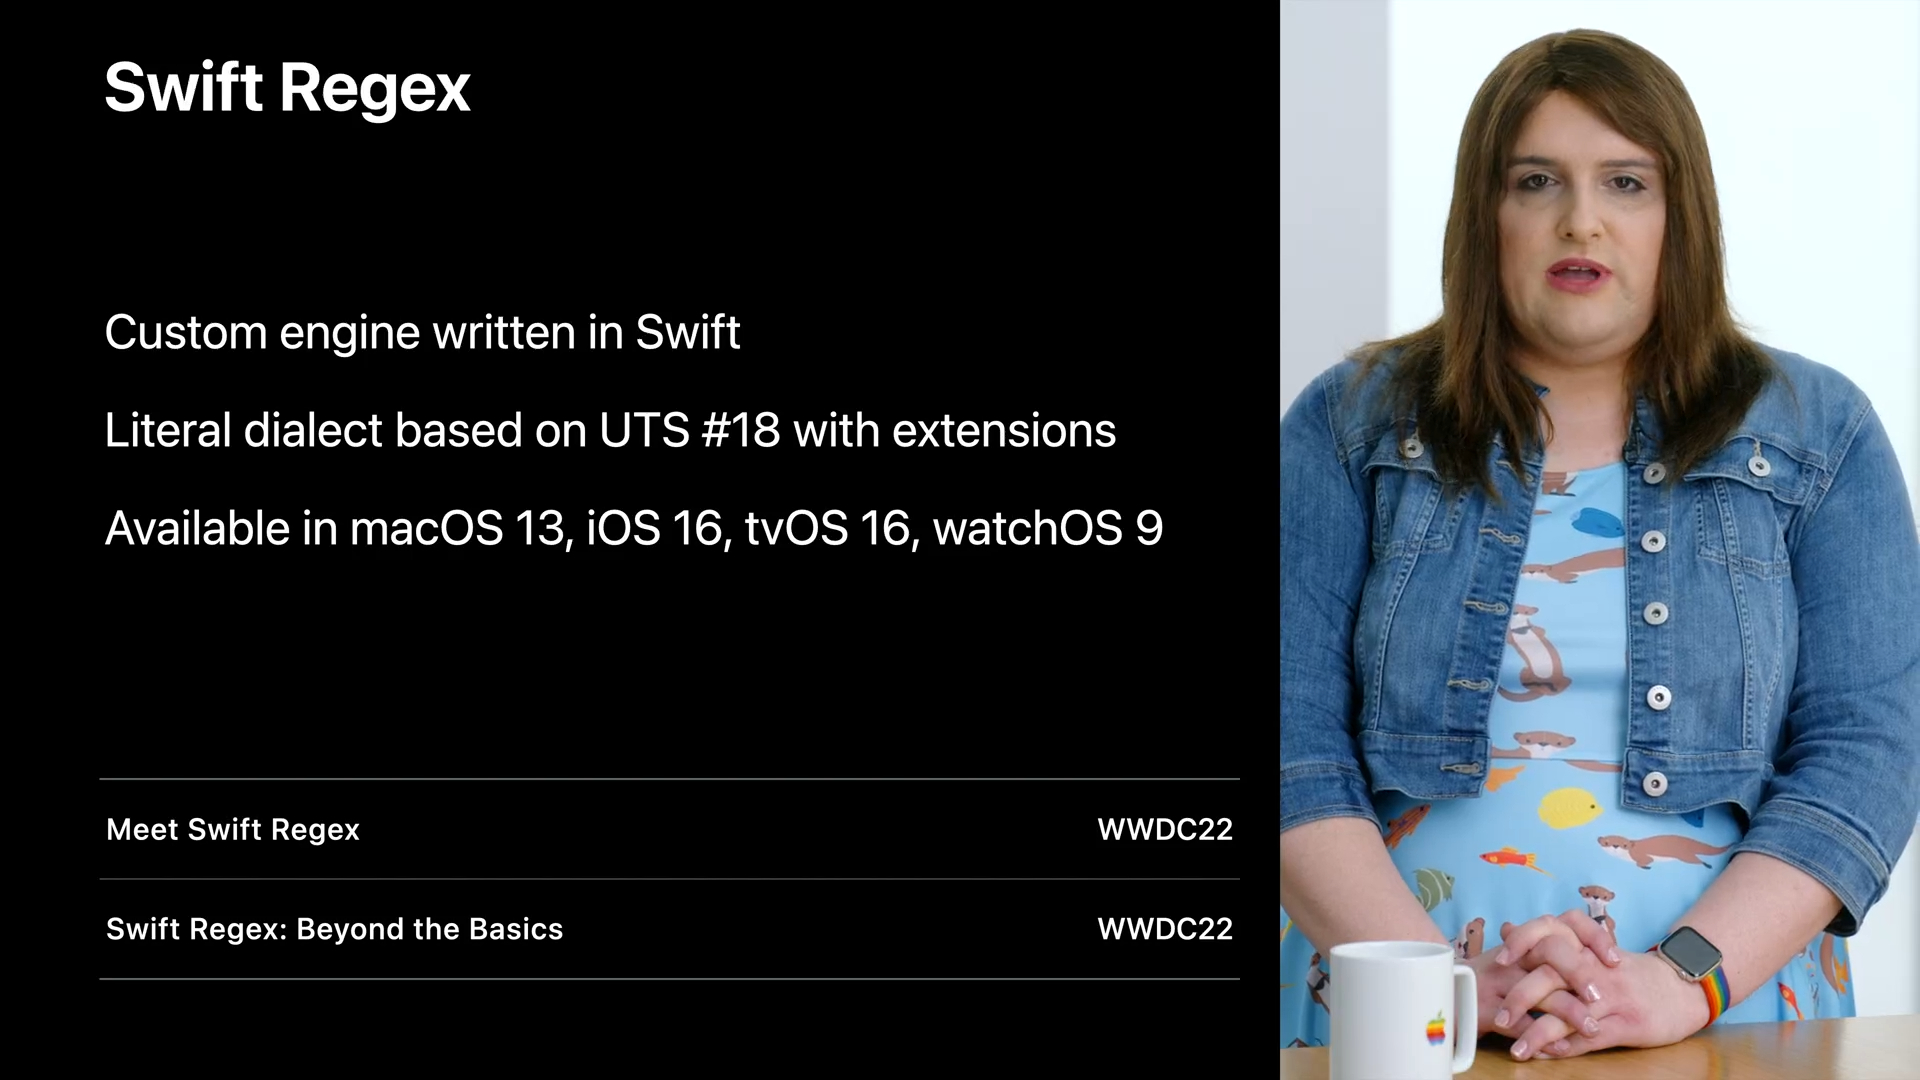 Swift Regex
Custom engine written in Swift
Literal dialect based on UTS #18 with extensions
Available in macOS 13, iOS 16, tvOS 16, watchOS 9
Meet Swift Regex WWDC22
Swift Regex: Beyond the Basics WWDC22